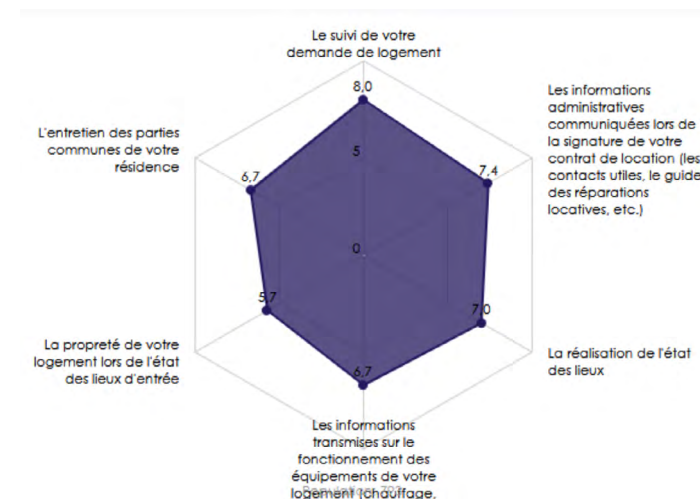 Le suivi de votre
demande de logement
8,0
Les informations
administratives
communiquées lors de
la signature de votre
contrat de location (les
contacts utiles, le guide
des réparations
locatives, etc.)
7,4
L'entretien des parties
communes de votre
résidence
6,7
5
0
5,7
7,0
La propreté de votre
logement lors de l'état
des lieux d'entrée
La réalisation de l'état
des lieux
6,7
Les informations
transmises sur le
fonctionnement des
équipements de votre
logement (chauffage,